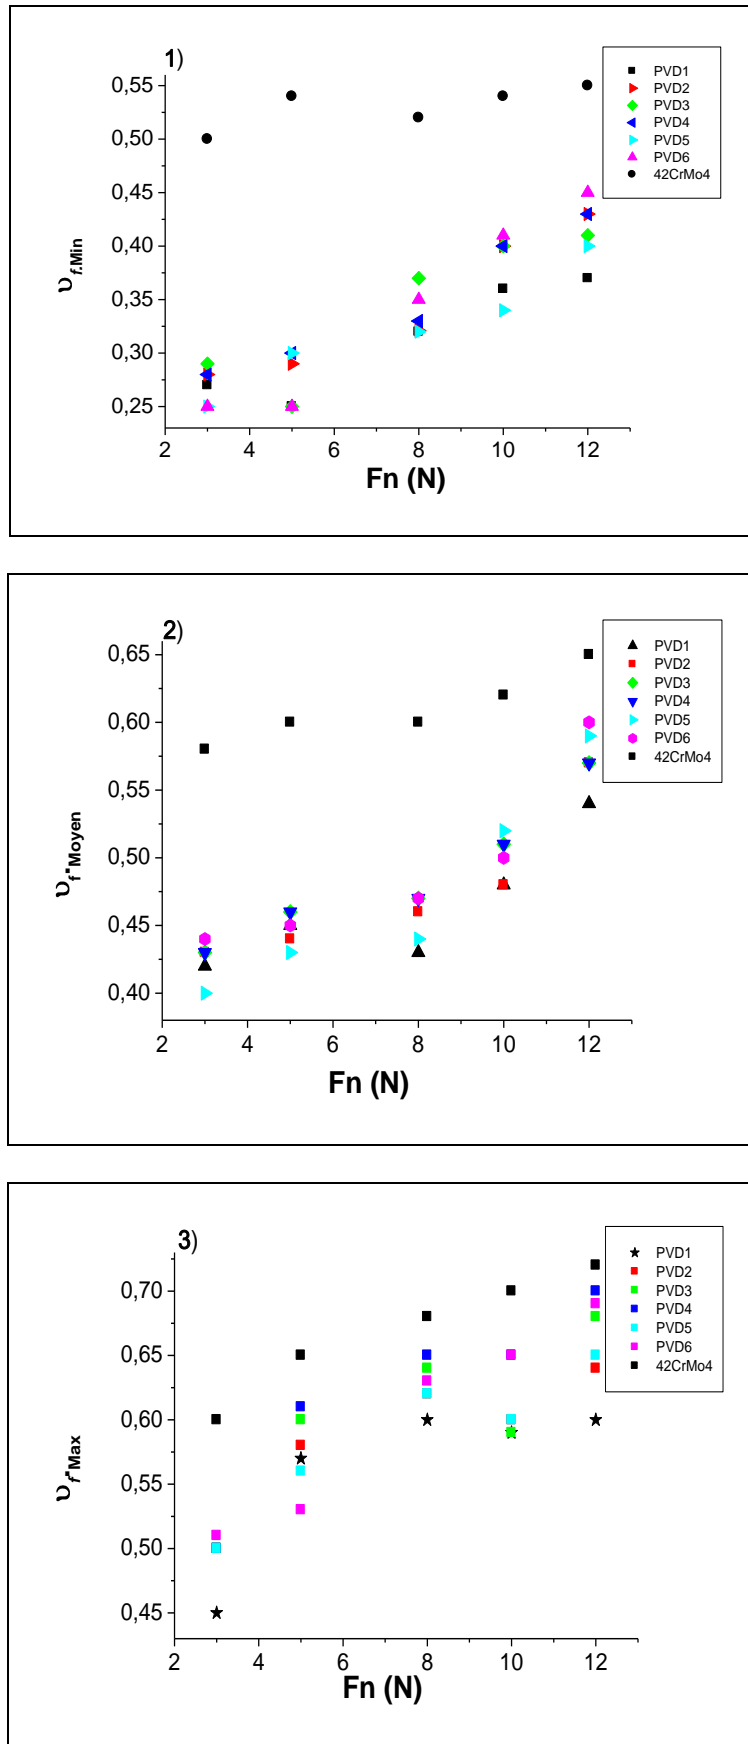 1)
0,55
0,50
0,45
0,40
0,35
0,30
0,25
υf.Min
2 4 6 8 10 12
Fn (N)
PVD1
PVD2
PVD3
PVD4
PVD5
PVD6
42CrMo4
2)
0,65
0,60
0,55
0,50
0,45
0,40
υf"Moyen
2 4 6 8 10 12
Fn (N)
PVD1
PVD2
PVD3
PVD4
PVD5
PVD6
42CrMo4
3)
0,70
0,65
0,60
0,55
0,50
0,45
υf"Max
2 4 6 8 10 12
Fn (N)
PVD1
PVD2
PVD3
PVD4
PVD5
PVD6
42CrMo4